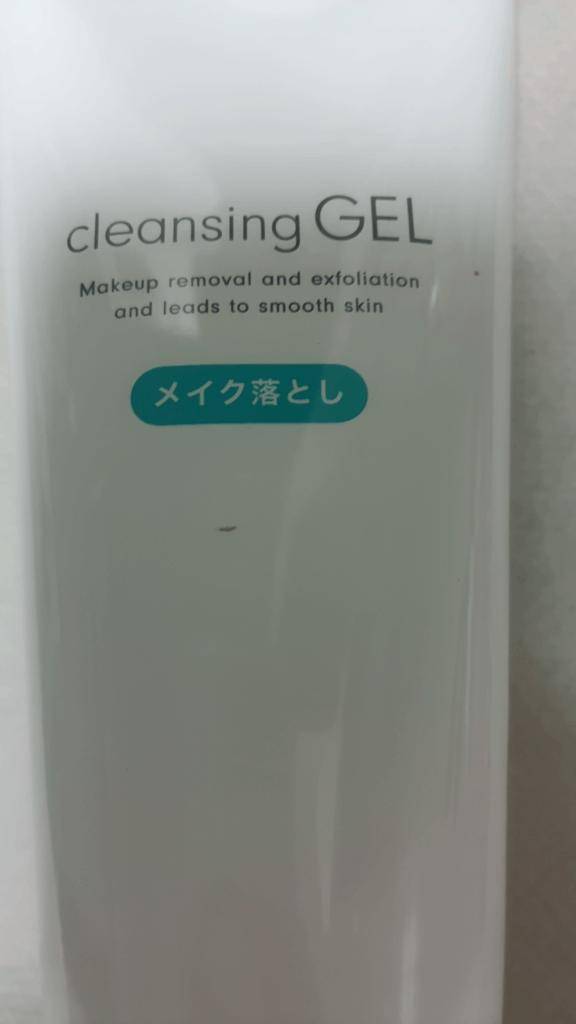 cleansing GEL
Makeup removal and exfoliation
and leads to smooth skin
メイク落とし